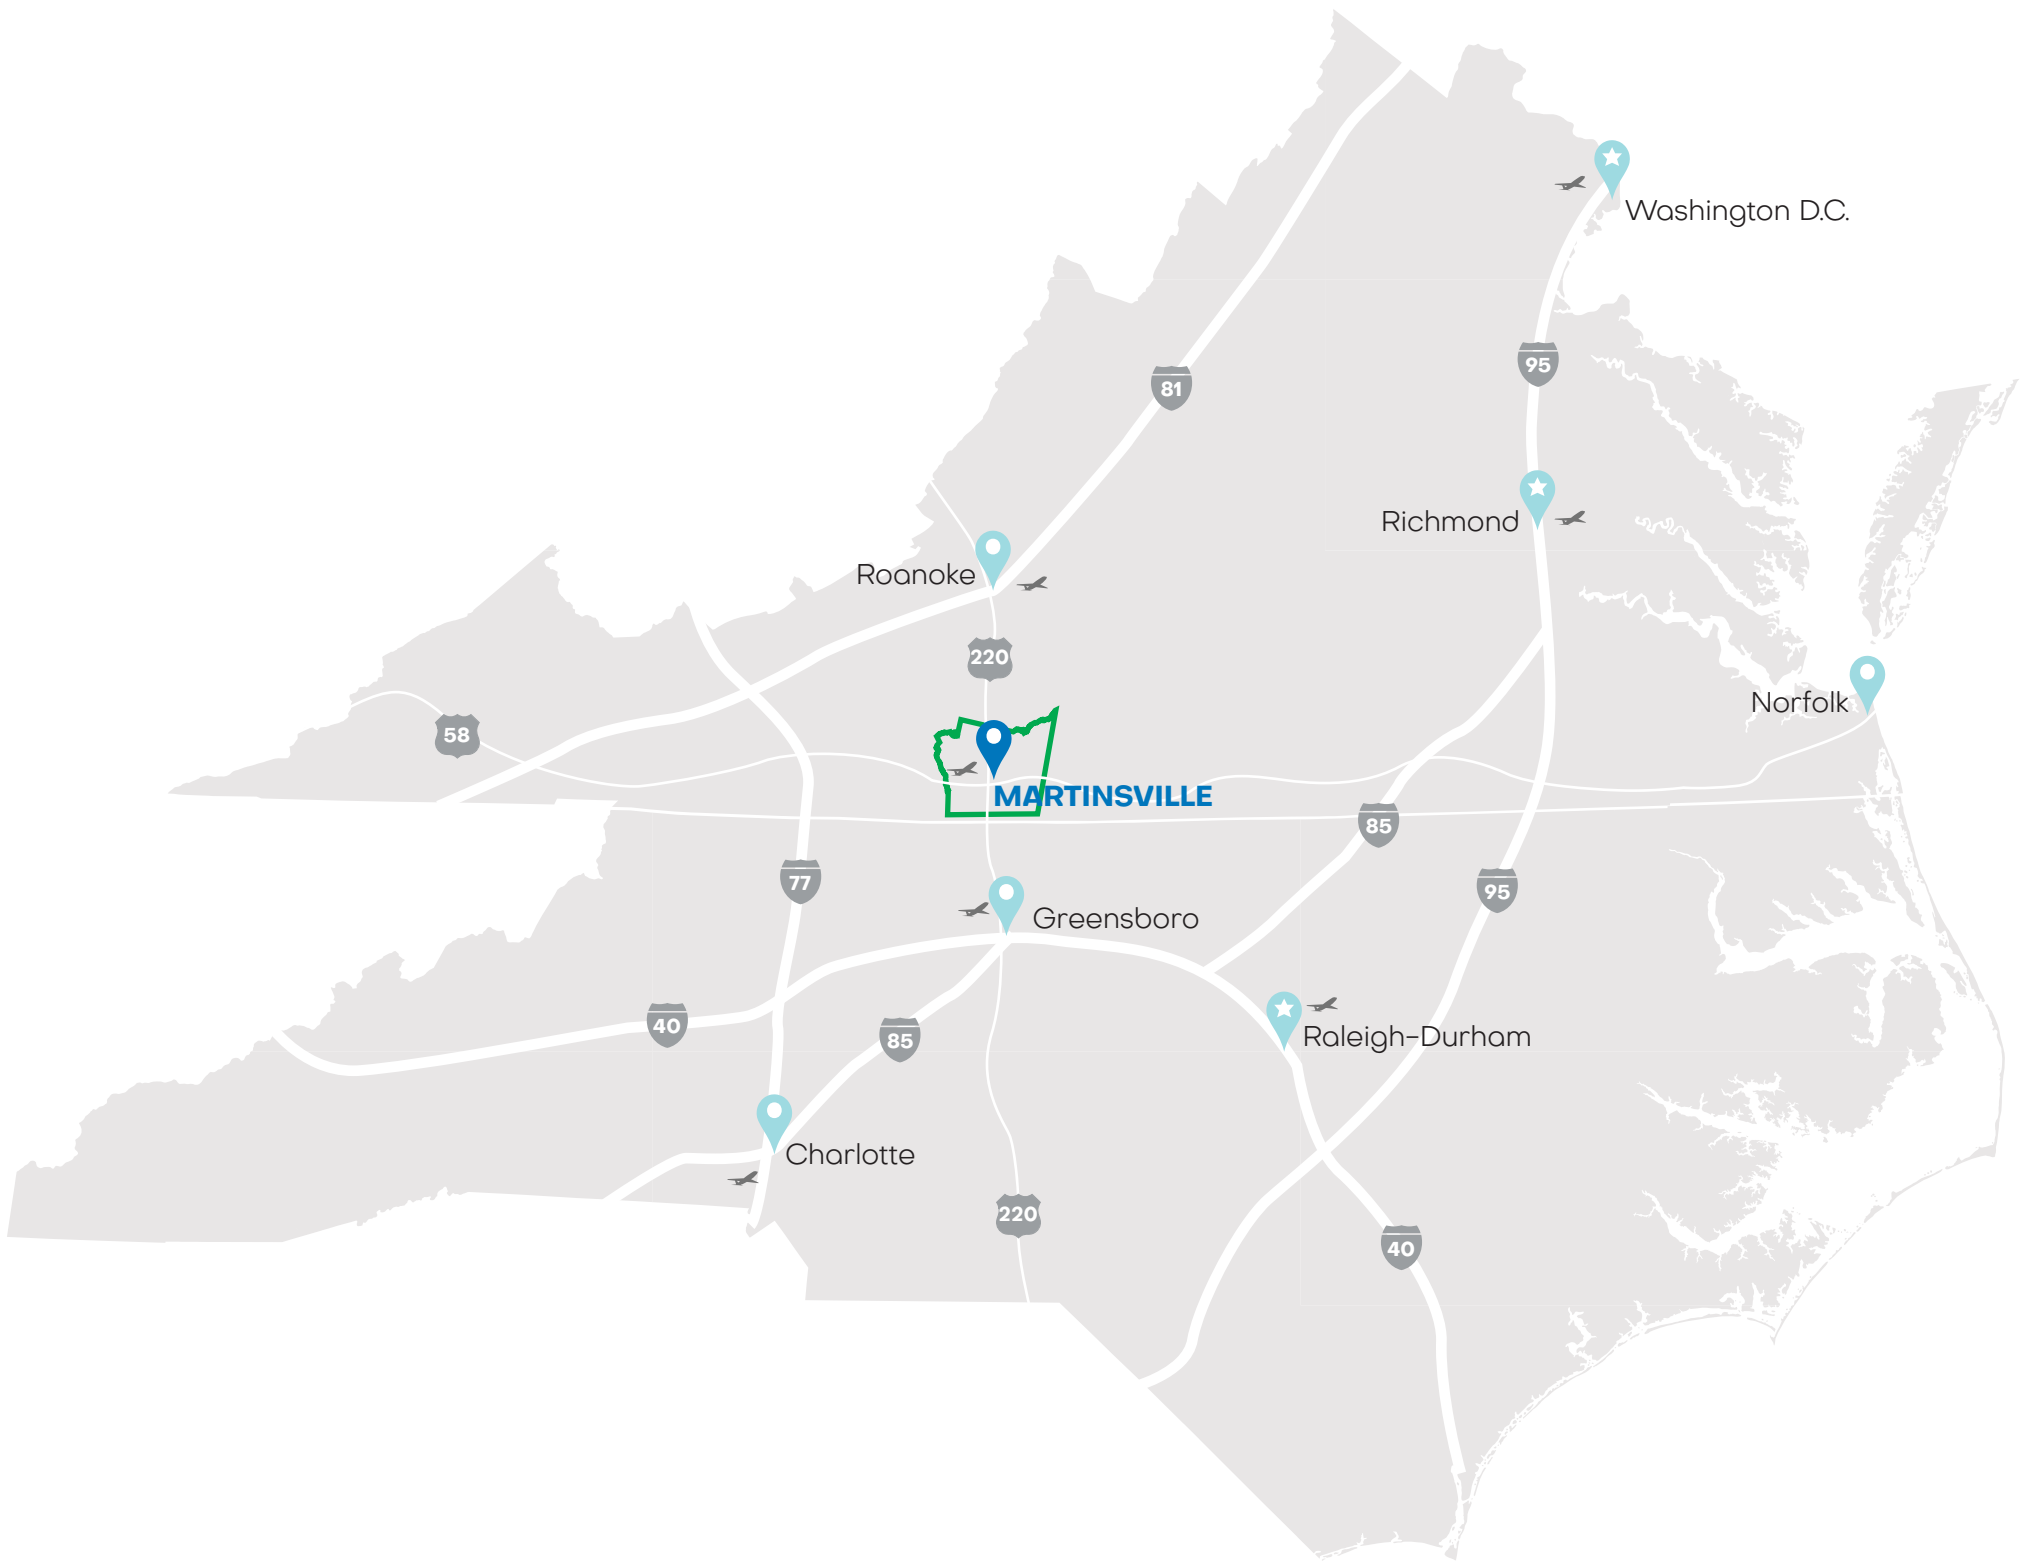 Washington D.C.
95
81
Richmond
Roanoke
220
Norfolk
58
MARTINSVILLE
85
77
95
Greensboro
40
85
Raleigh-Durham
Charlotte
220
40